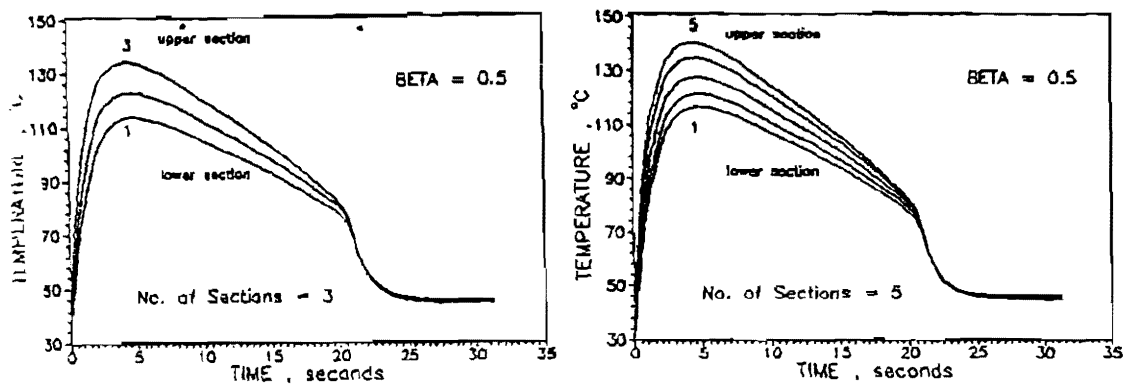 150
130
110
90
70
50
30
3
upper section
BETA = 0.5
1
lower section
No. of Sections = 3
0 5 10 15 20 25 30 35
TIME , seconds
150
130
110
90
70
50
30
TEMPERATURE , °C
5
upper section
BETA = 0.5
1
lower section
No. of Sections = 5
0 5 10 15 20 25 30 35
TIME , seconds